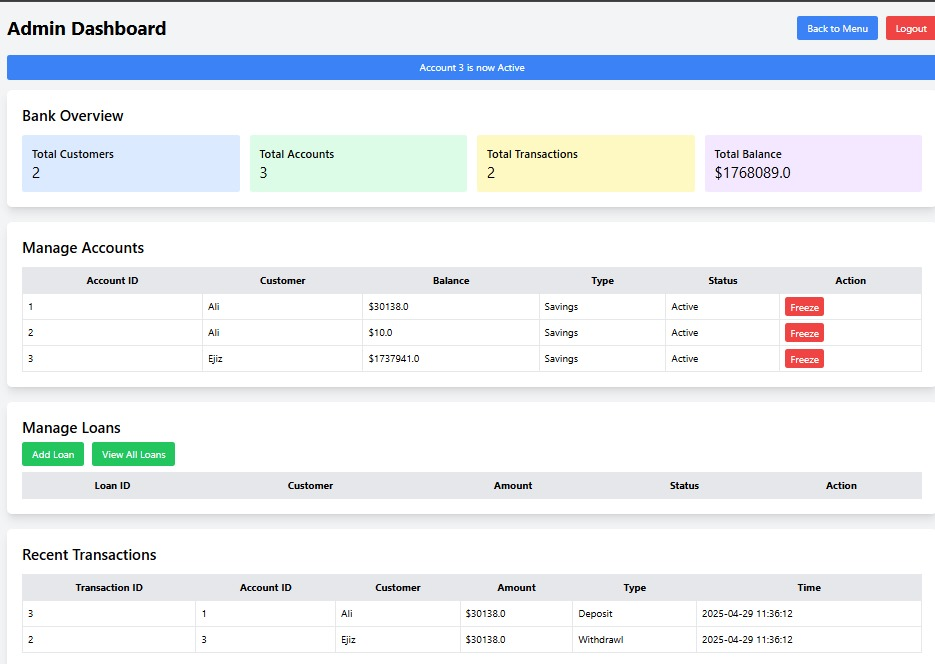 Admin Dashboard Back to Menu Logout
Account 3 is now Active
Bank Overview
Total Customers Total Accounts Total Transactions Total Balance
2 3 2 $1768089.0
Manage Accounts
Account ID Customer Balance Type Status Action
1 Ali $30138.0 Savings Active Freeze
2 Ali $10.0 Savings Active Freeze
3 Ejiz $1737941.0 Savings Active Freeze
Manage Loans
Add Loan View All Loans
Loan ID Customer Amount Status Action
Recent Transactions
Transaction ID Account ID Customer Amount Type Time
3 1 Ali $30138.0 Deposit 2025-04-29 11:36:12
2 3 Ejiz $30138.0 Withdrawl 2025-04-29 11:36:12